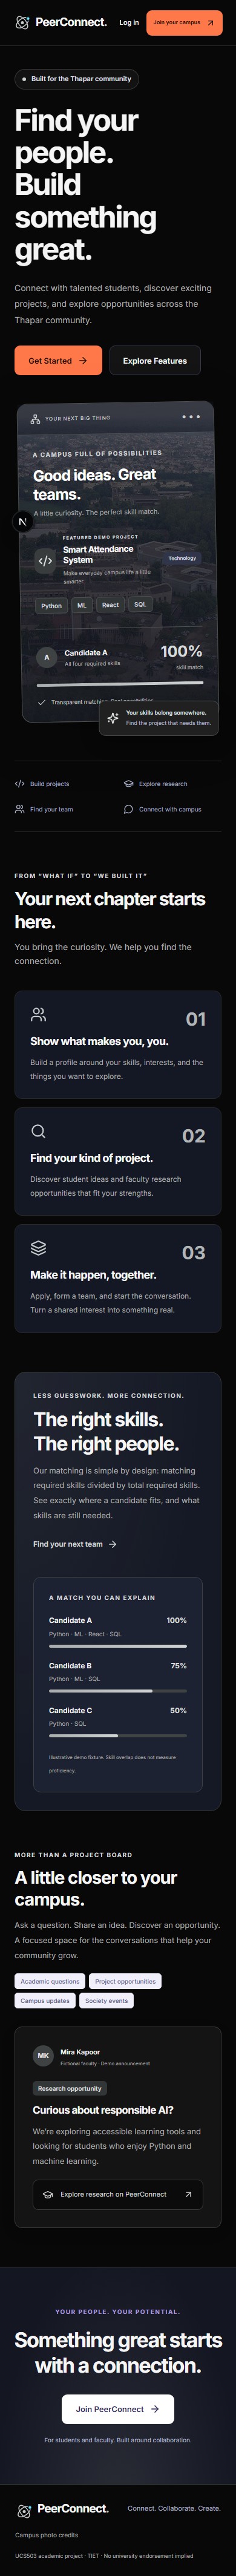 PeerConnect.
Log in
Join your campus
Built for the Thapar community
Find your
people.
Build
something
great.
Connect with talented students, discover exciting
projects, and explore opportunities across the
Thapar community.
Get Started
Explore Features
YOUR NEXT BIG THING
A CAMPUS FULL OF POSSIBILITIES
Good ideas. Great
teams.
A little curiosity. The perfect skill match.
N
FEATURED DEMO PROJECT
Smart Attendance
System
Technology
Make everyday campus life a little
smarter.
Python
ML
React
SQL
A
Candidate A
All four required skills
100%
skill match
Your skills belong somewhere.
Find the project that needs them.
Build projects
Explore research
Find your team
Connect with campus
FROM "WHAT IF" TO "WE BUILT IT"
Your next chapter starts
here.
You bring the curiosity. We help you find the
connection.
01
Show what makes you, you.
Build a profile around your skills, interests, and the
things you want to explore.
02
Find your kind of project.
Discover student ideas and faculty research
opportunities that fit your strengths.
03
Make it happen, together.
Apply, form a team, and start the conversation.
Turn a shared interest into something real.
LESS GUESSWORK. MORE CONNECTION.
The right skills.
The right people.
Our matching is simple by design: matching
required skills divided by total required skills.
See exactly where a candidate fits, and what
skills are still needed.
Find your next team
A MATCH YOU CAN EXPLAIN
Candidate A
100%
Python · ML · React · SQL
Candidate B
75%
Python · ML · SQL
Candidate C
50%
Python · SQL
Illustrative demo fixture. Skill overlap does not measure
proficiency.
MORE THAN A PROJECT BOARD
A little closer to your
campus.
Ask a question. Share an idea. Discover an opportunity.
A focused space for the conversations that help your
community grow.
Academic questions
Project opportunities
Campus updates
Society events
MK
Mira Kapoor
Fictional faculty · Demo announcement
Research opportunity
Curious about responsible AI?
We're exploring accessible learning tools and
looking for students who enjoy Python and
machine learning.
Explore research on PeerConnect
YOUR PEOPLE. YOUR POTENTIAL.
Something great starts
with a connection.
Join PeerConnect
For students and faculty. Built around collaboration.
PeerConnect.
Connect. Collaborate. Create.
Campus photo credits
UCS503 academic project · TIET · No university endorsement implied